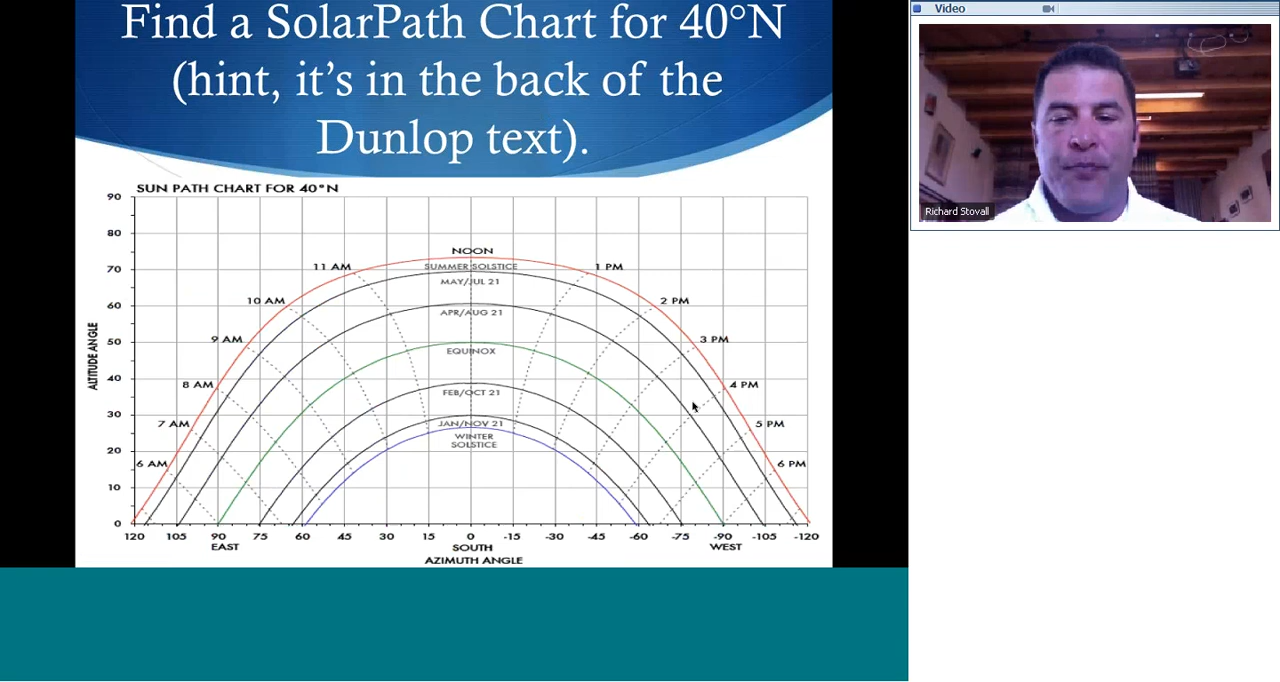 Find a SolarPath Chart for 40°N
(hint, it's in the back of the
Dunlop text).
Video
Richard Stovall
SUN PATH CHART FOR 40°N
90
80
70
60
50
40
30
20
10
0
ALTITUDE ANGLE
NOON
11 AM
SUMMER SOLSTICE
1 PM
MAY/JUL 21
10 AM
2 PM
APR/AUG 21
9 AM
3 PM
EQUINOX
8 AM
4 PM
FEB/OCT 21
7 AM
JAN/NOV 21
5 PM
WINTER
SOLSTICE
6 AM
6 PM
120 105 90 75 60 45 30 15 0 -15 -30 -45 -60 -75 -90 -105 -120
EAST SOUTH WEST
AZIMUTH ANGLE